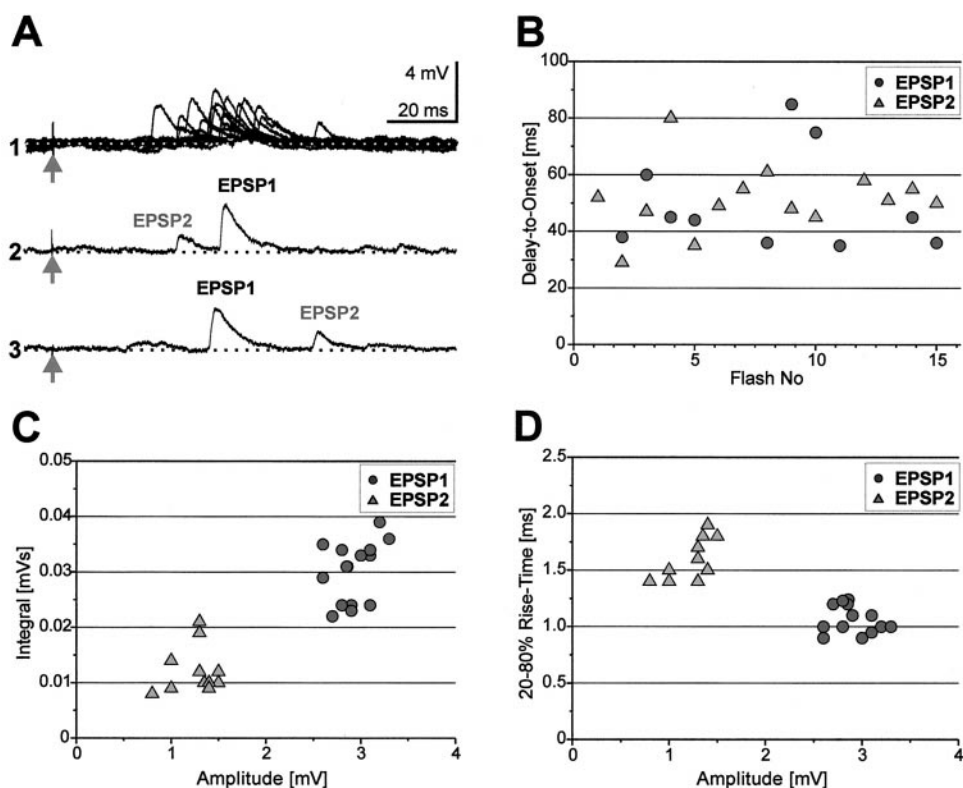 A
4 mV
20 ms
1
EPSP1
EPSP2
2
EPSP1
EPSP2
3
B
100
80
60
40
20
0
0
5
10
15
Delay-to-Onset [ms]
Flash No
EPSP1
EPSP2
C
0.05
0.04
0.03
0.02
0.01
0
0
1
2
3
4
Integral [mVs]
Amplitude [mV]
EPSP1
EPSP2
D
2.5
2.0
1.5
1.0
0.5
0
0
1
2
3
4
20-80% Rise-Time [ms]
Amplitude [mV]
EPSP1
EPSP2